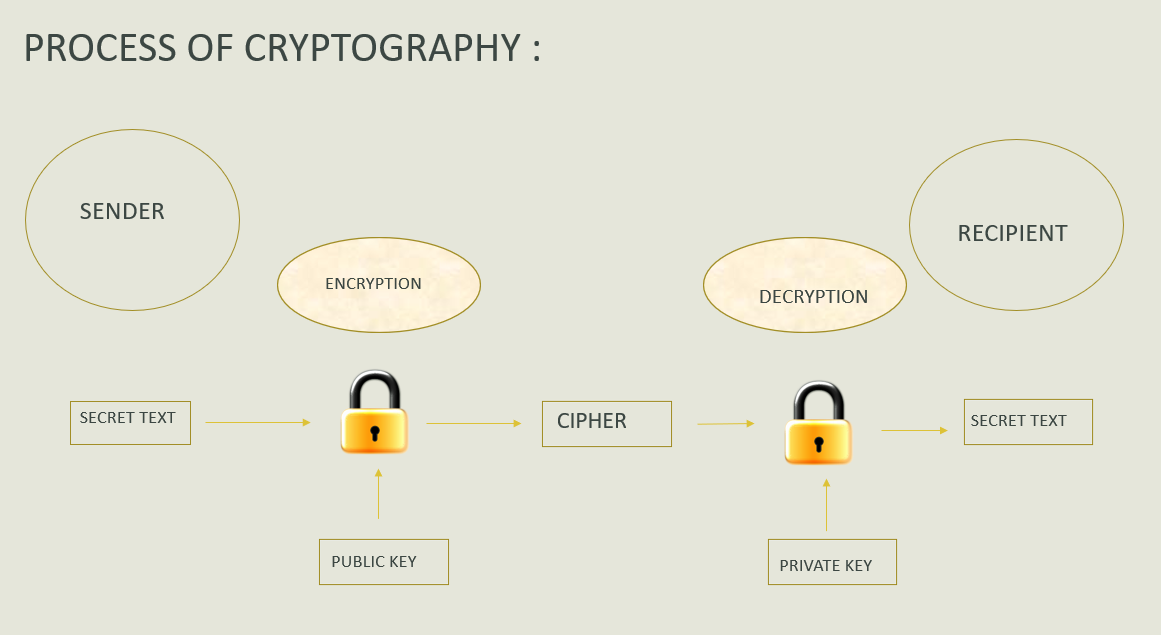 PROCESS OF CRYPTOGRAPHY :
SENDER
RECIPIENT
ENCRYPTION
DECRYPTION
SECRET TEXT
CIPHER
SECRET TEXT
PUBLIC KEY
PRIVATE KEY